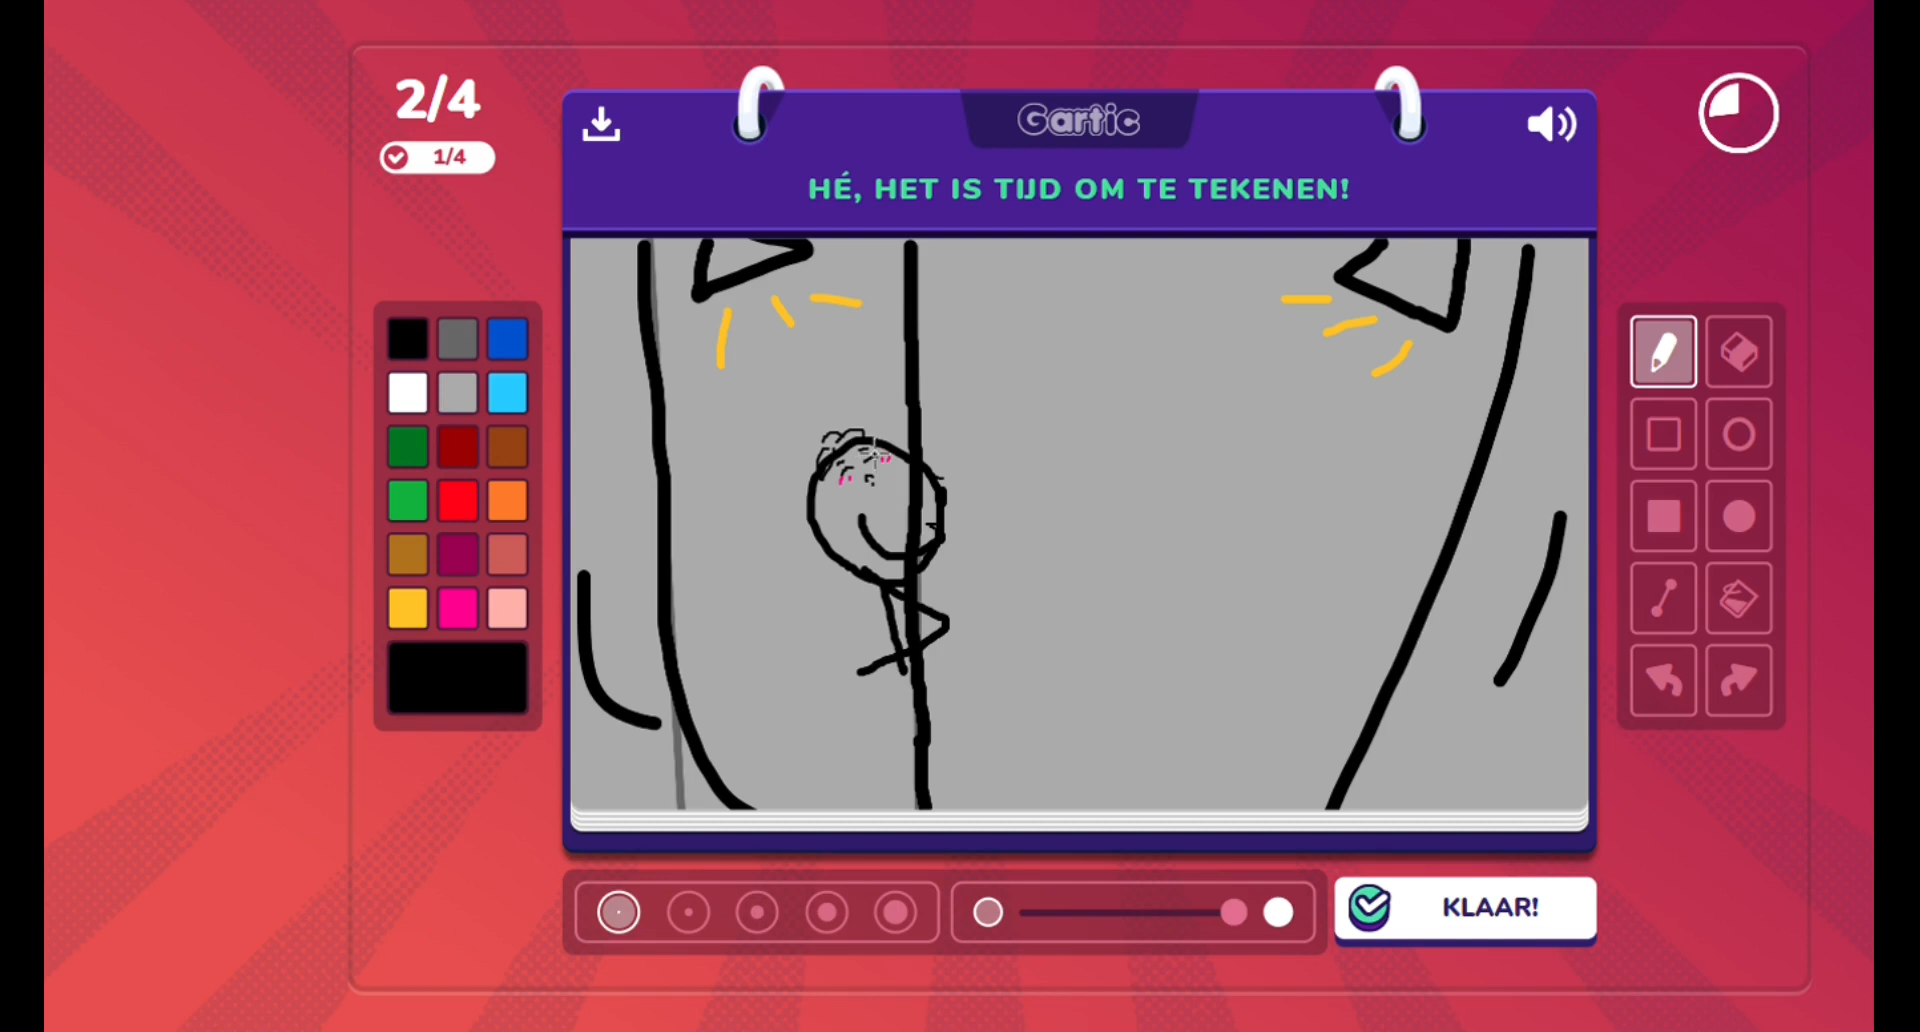 2/4
1/4
Gartic
HÉ, HET IS TIJD OM TE TEKENEN!
KLAAR!